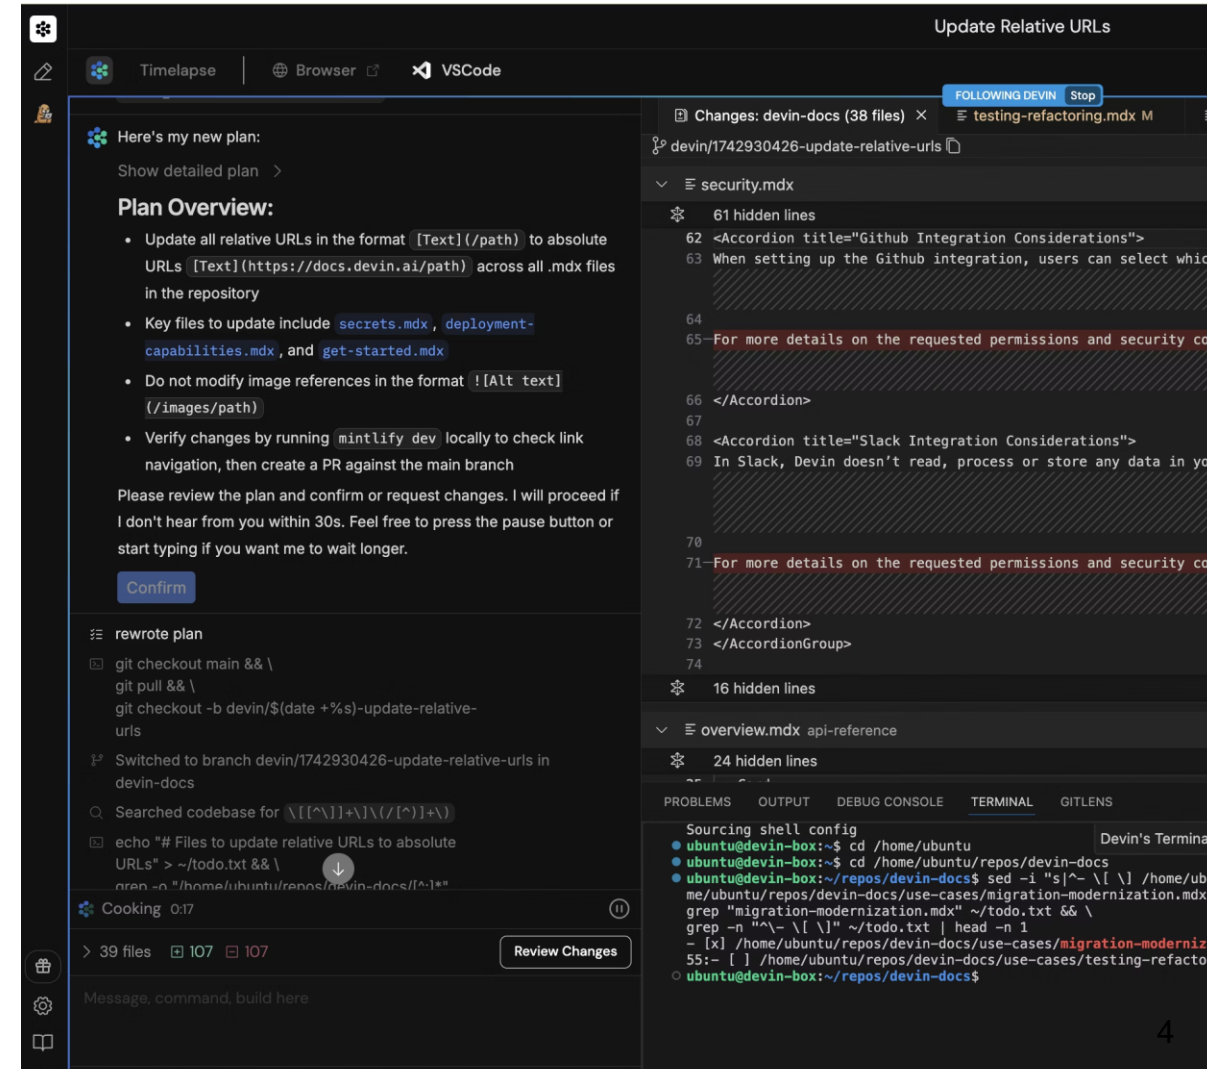 Update Relative URLs
Timelapse
Browser
VSCode
FOLLOWING DEVIN Stop
Here's my new plan:
Show detailed plan >
Plan Overview:
• Update all relative URLs in the format [Text](/path) to absolute
URLs [Text](https://docs.devin.ai/path) across all .mdx files
in the repository
• Key files to update include secrets.mdx, deployment-
capabilities.mdx, and get-started.mdx
• Do not modify image references in the format ![Alt text]
(/images/path)
• Verify changes by running mintlify dev locally to check link
navigation, then create a PR against the main branch
Please review the plan and confirm or request changes. I will proceed if
I don't hear from you within 30s. Feel free to press the pause button or
start typing if you want me to wait longer.
Confirm
rewrote plan
git checkout main && \
git pull && \
git checkout -b devin/$(date +%s)-update-relative-
urls
Switched to branch devin/1742930426-update-relative-urls in
devin-docs
Searched codebase for \[[^\]]+\]\(/[^)]+\)
echo "# Files to update relative URLs to absolute
URLs" > ~/todo.txt && \
grep -o "/home/ubuntu/repos/devin-docs/[^:]*"
Cooking 0:17
> 39 files 107 107
Review Changes
Message, command, build here
Changes: devin-docs (38 files) ×
testing-refactoring.mdx M
devin/1742930426-update-relative-urls
security.mdx
61 hidden lines
62 <Accordion title="Github Integration Considerations">
63 When setting up the Github integration, users can select
64
65 For more details on the requested permissions and security
66 </Accordion>
67
68 <Accordion title="Slack Integration Considerations">
69 In Slack, Devin doesn't read, process or store any data in
70
71 For more details on the requested permissions and security
72 </Accordion>
73 </AccordionGroup>
74
16 hidden lines
overview.mdx api-reference
24 hidden lines
PROBLEMS OUTPUT DEBUG CONSOLE TERMINAL GITLENS
Devin's
Sourcing shell config
ubuntu@devin-box:~$ cd /home/ubuntu
ubuntu@devin-box:~$ cd /home/ubuntu/repos/devin-docs
ubuntu@devin-box:~/repos/devin-docs$ sed -i "s|^- \[ \] /home/ub
me/ubuntu/repos/devin-docs/use-cases/migration-modernization.mdx
grep "migration-modernization.mdx" ~/todo.txt && \
grep -n "^\- \[ \]" ~/todo.txt | head -n 1
- [x] /home/ubuntu/repos/devin-docs/use-cases/migration-moderniz
55:- [ ] /home/ubuntu/repos/devin-docs/use-cases/testing-refacto
ubuntu@devin-box:~/repos/devin-docs$
4